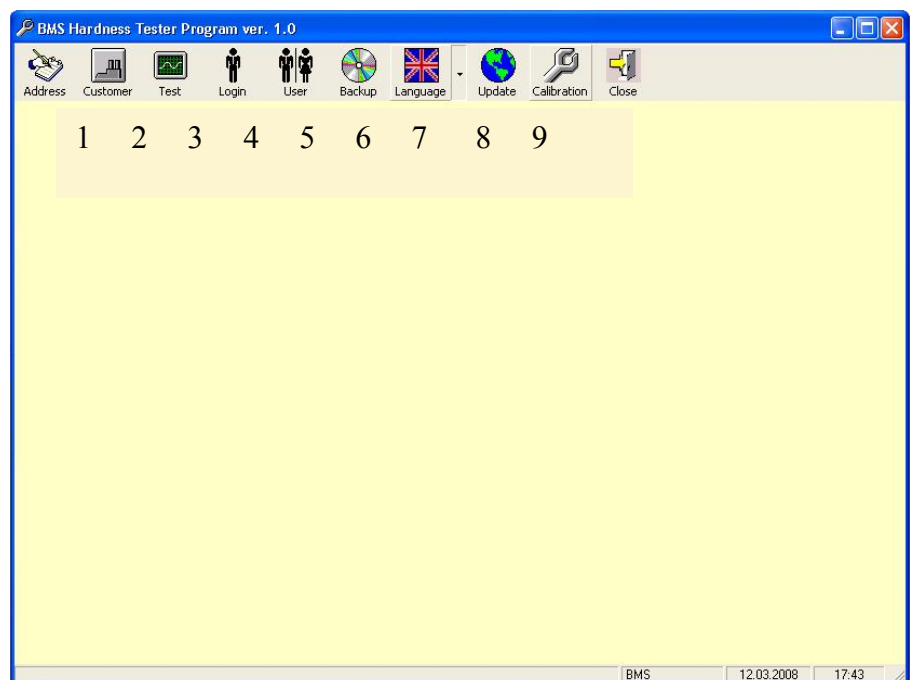 BMS Hardness Tester Program ver. 1.0
Address Customer Test Login User Backup Language Update Calibration Close
1 2 3 4 5 6 7 8 9
BMS 12.03.2008 17:43